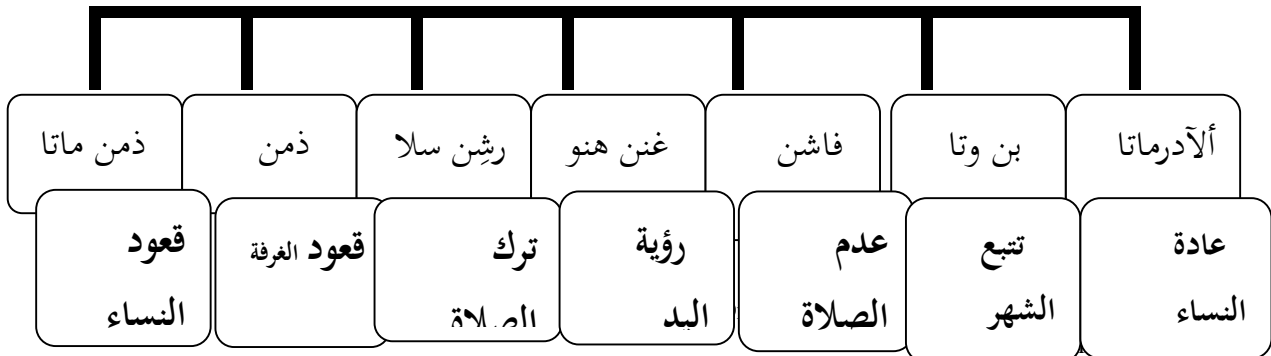 ألآدرماتا
بن وتا
فاشن
غنن هنو
رشِن سلا
ذمن
ذمن ماتا
عادة
النساء
تتبع
الشهر
عدم
الصلاة
رؤية
اليد
ترك
الصلاة
قعود الغرفة
قعود
النساء